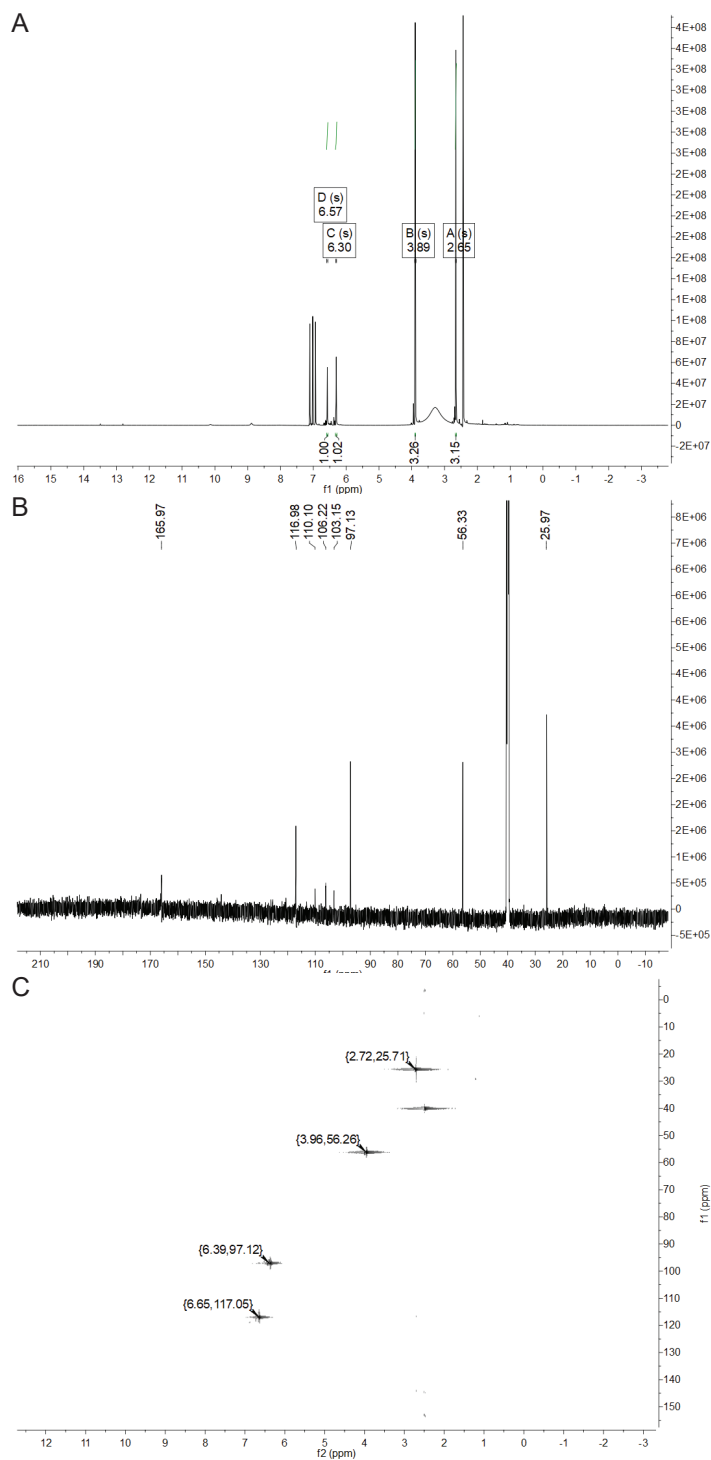 A
4E+08
4E+08
4E+08
3E+08
3E+08
3E+08
3E+08
2E+08
2E+08
2E+08
2E+08
2E+08
2E+08
1E+08
1E+08
8E+07
6E+07
4E+07
2E+07
0
-2E+07
D (s)
6.57
C (s)
6.30
B (s)
3.89
A (s)
2.65
1.00
1.02
3.26
3.15
16 15 14 13 12 11 10 9 8 7 6 5 4 3 2 1 0 -1 -2 -3
f1 (ppm)
B
165.97
116.98
110.10
106.22
103.15
97.13
56.33
25.97
8E+06
7E+06
6E+06
6E+06
6E+06
5E+06
4E+06
4E+06
4E+06
3E+06
2E+06
2E+06
2E+06
1E+06
5E+05
0
-5E+05
210 190 170 150 130 110 90 80 70 60 50 40 30 20 10 0 -10
f1 (ppm)
C
{2.72,25.71}
{3.96,56.26}
{6.39,97.12}
{6.65,117.05}
0
10
20
30
40
50
60
70
80
90
100
110
120
130
140
150
f1 (ppm)
12 11 10 9 8 7 6 5 4 3 2 1 0 -1 -2 -3
f2 (ppm)